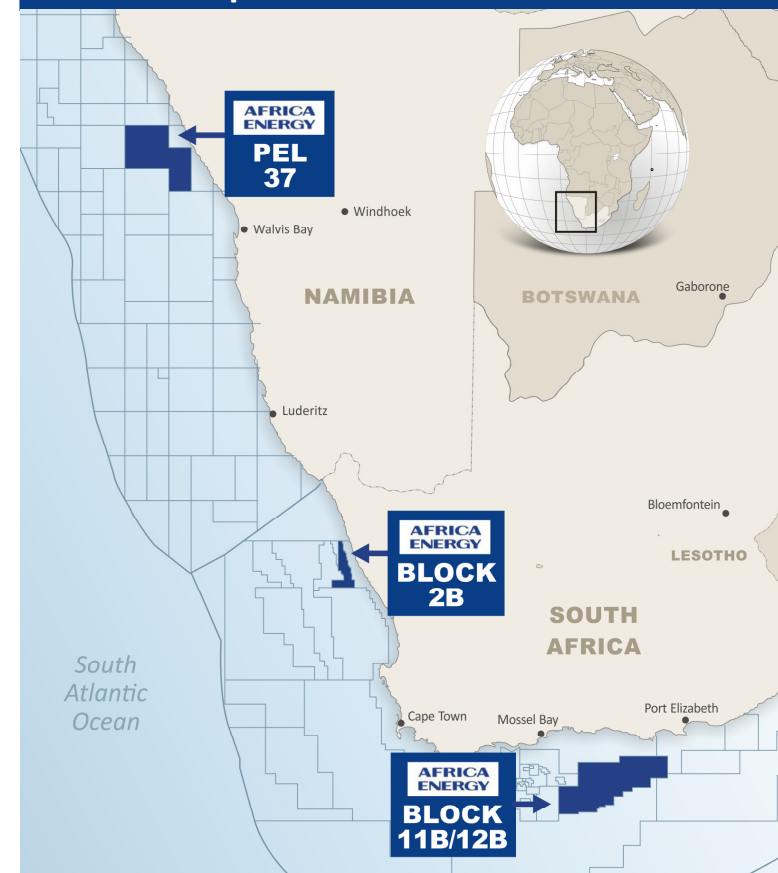 AFRICA
ENERGY
PEL
37
Windhoek
Walvis Bay
NAMIBIA
BOTSWANA
Gaborone
Luderitz
Bloemfontein
AFRICA
ENERGY
BLOCK
2B
LESOTHO
SOUTH
AFRICA
South
Atlantic
Ocean
Cape Town
Mossel Bay
Port Elizabeth
AFRICA
ENERGY
BLOCK
11B/12B